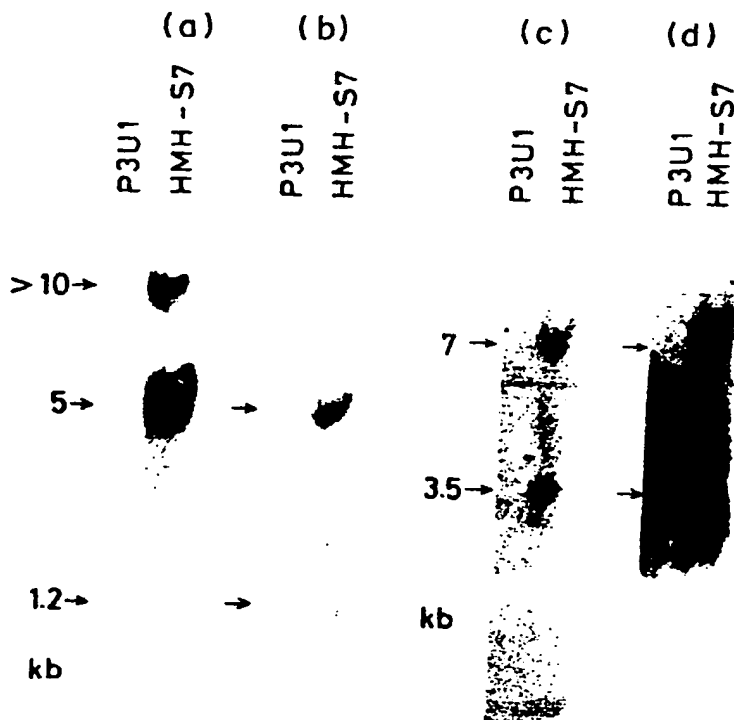 (a) (b) (c) (d)
P3U1
HMH-S7
P3U1
HMH-S7
P3U1
HMH-S7
P3U1
HMH-S7
> 10→
5→ →
1.2→ →
kb
7 → →
3.5→ →
kb